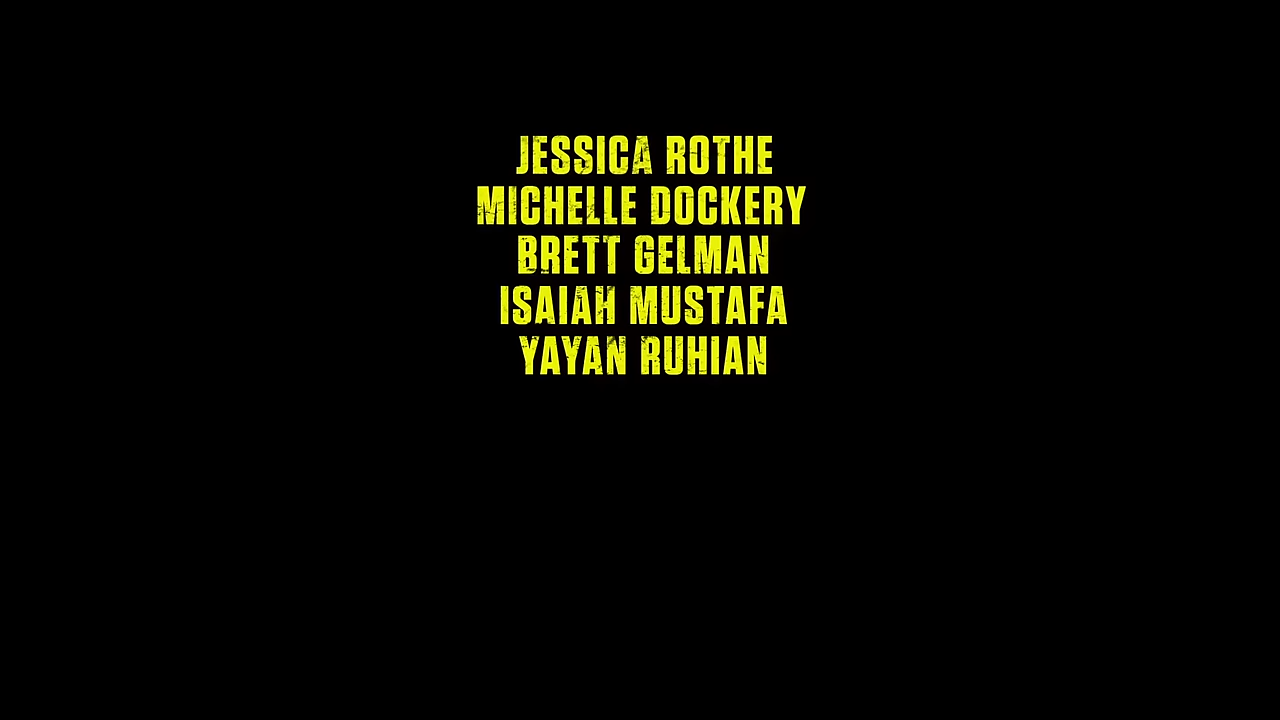 JESSICA ROTHE
MICHELLE DOCKERY
BRETT GELMAN
ISAIAH MUSTAFA
YAYAN RUHIAN